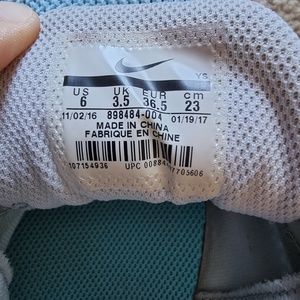 YS
US UK EUR cm
6 3.5 36.5 23
11/02/16 898484-004 01/19/17
MADE IN CHINA
FABRIQUE EN CHINE
107154936
UPC